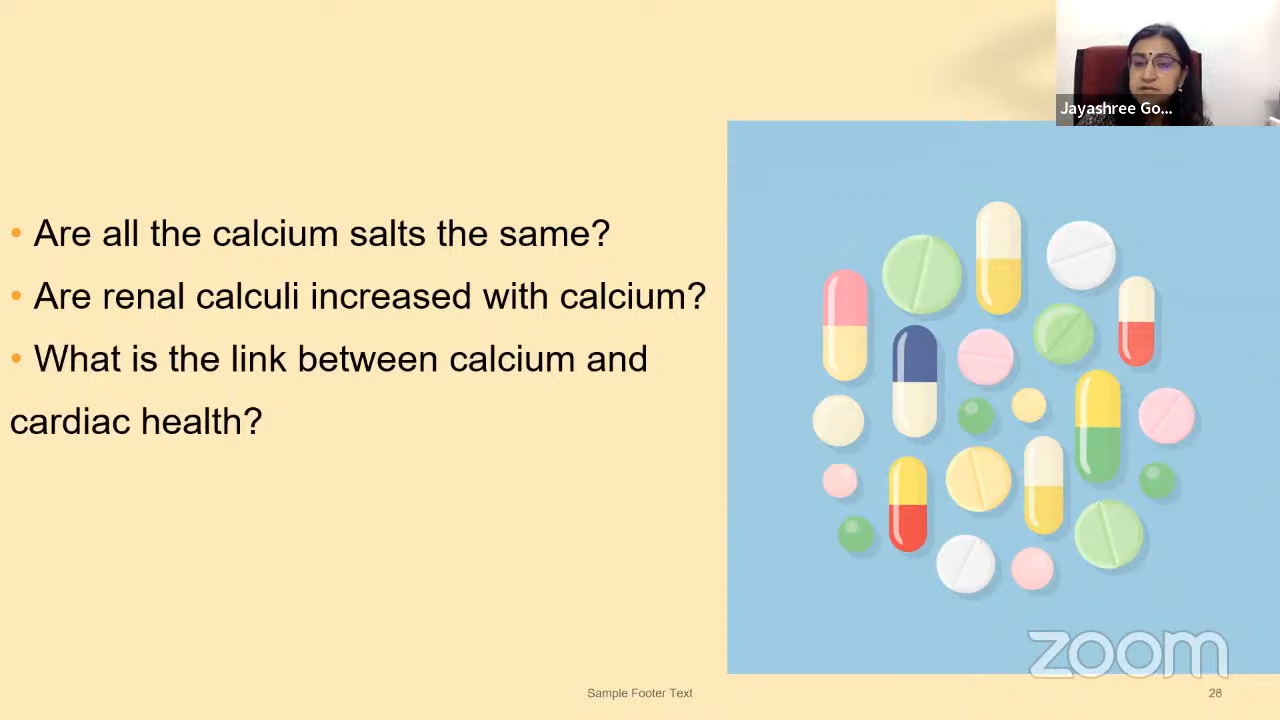 Jayashree Go...
• Are all the calcium salts the same?
• Are renal calculi increased with calcium?
• What is the link between calcium and
cardiac health?
zoom
Sample Footer Text
28